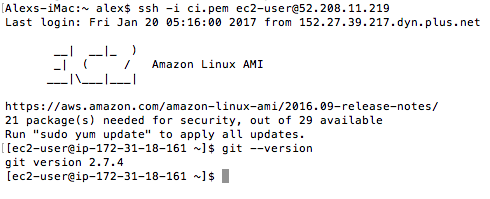 Alexs-iMac:~ alex$ ssh -i ci.pem ec2-user@52.208.11.219
Last login: Fri Jan 20 05:16:00 2017 from 152.27.39.217.dyn.plus.net
__|  __|_  )
_|  (     /   Amazon Linux AMI
___|\___|___|
https://aws.amazon.com/amazon-linux-ami/2016.09-release-notes/
21 package(s) needed for security, out of 29 available
Run "sudo yum update" to apply all updates.
[[ec2-user@ip-172-31-18-161 ~]$ git --version
git version 2.7.4
[ec2-user@ip-172-31-18-161 ~]$